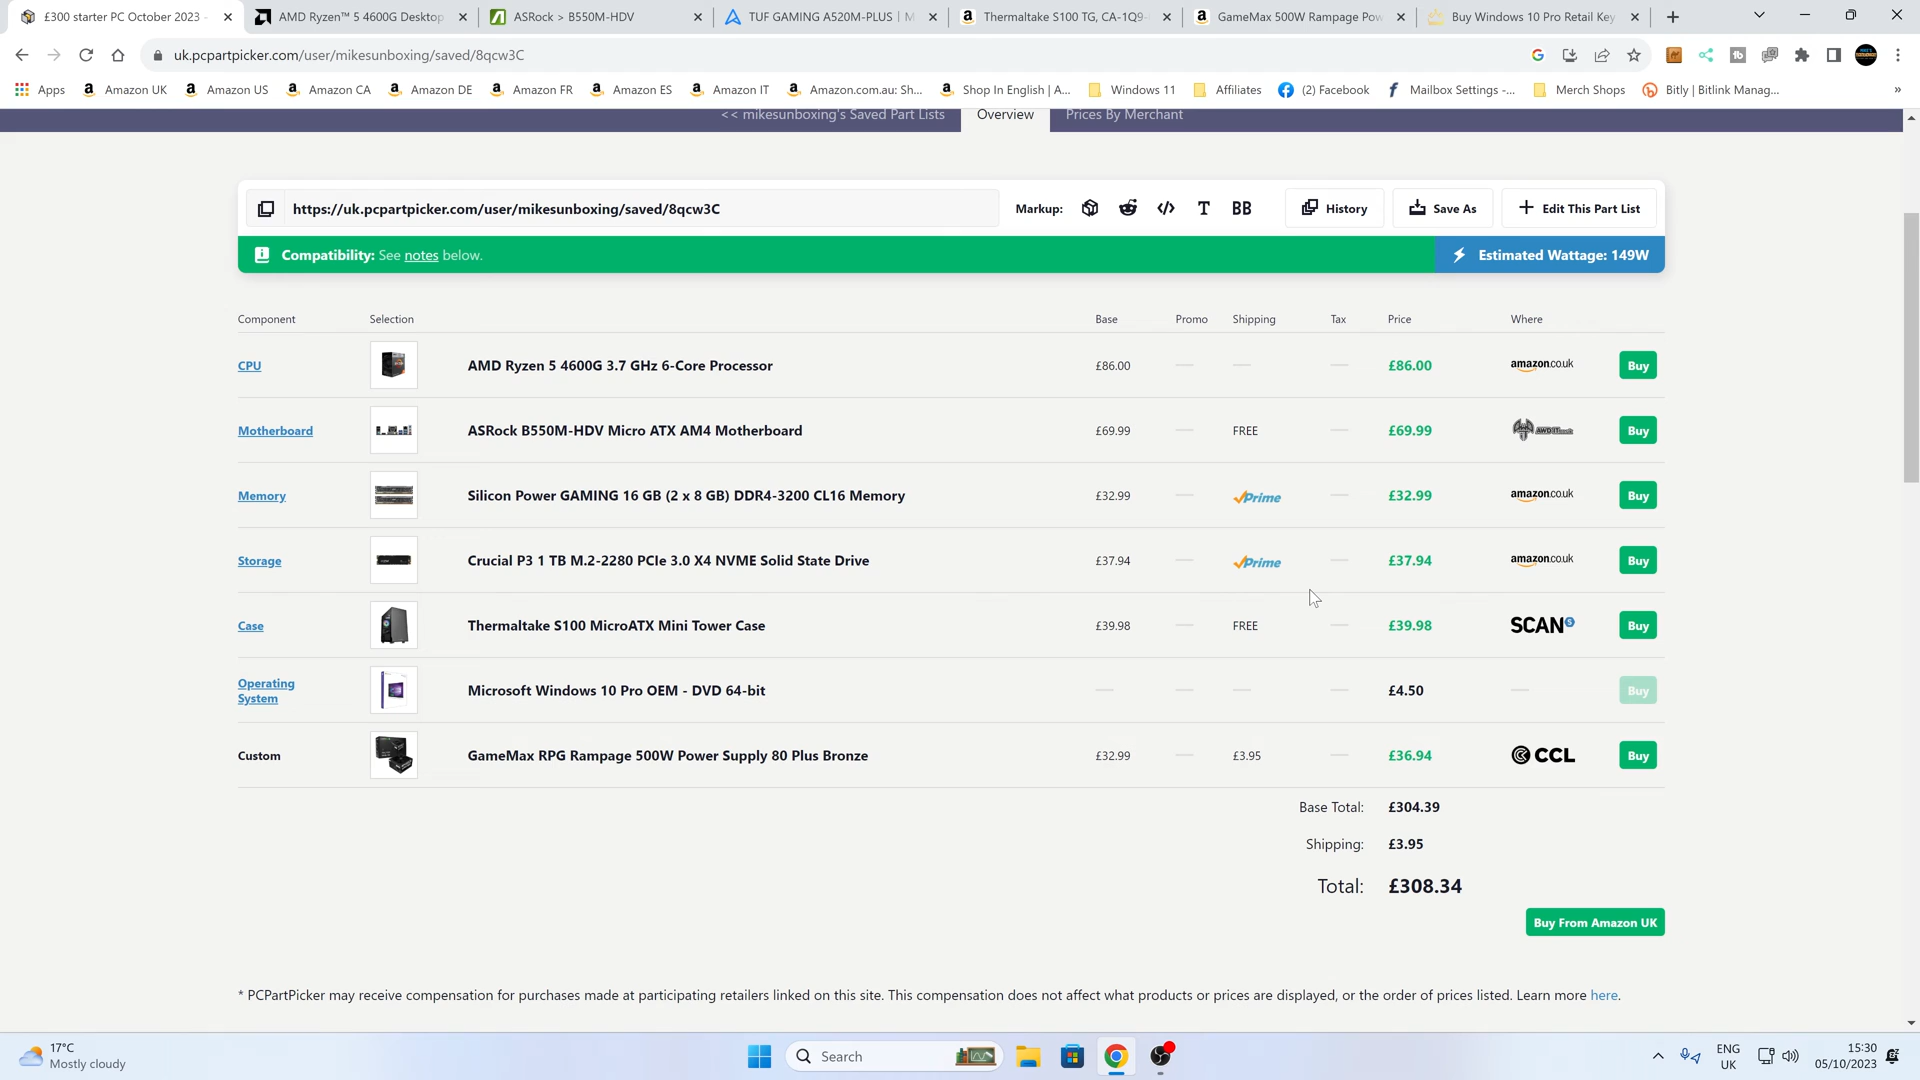 £300 starter PC October 2023 -
AMD Ryzen™ 5 4600G Desktop
ASRock > B550M-HDV
TUF GAMING A520M-PLUS | M
Thermaltake S100 TG, CA-1Q9-
GameMax 500W Rampage Pow
Buy Windows 10 Pro Retail Key
uk.pcpartpicker.com/user/mikesunboxing/saved/8qcw3C
Apps
Amazon UK
Amazon US
Amazon CA
Amazon DE
Amazon FR
Amazon ES
Amazon IT
Amazon.com.au: Sh...
Shop In English | A...
Windows 11
Affiliates
(2) Facebook
Mailbox Settings -...
Merch Shops
Bitly | Bitlink Manag...
»
<< mikesunboxing's Saved Part Lists
Overview
Prices By Merchant
https://uk.pcpartpicker.com/user/mikesunboxing/saved/8qcw3C
Markup:
T
BB
History
Save As
Edit This Part List
Compatibility: See notes below.
Estimated Wattage: 149W
Component Selection Base Promo Shipping Tax Price Where
CPU AMD Ryzen 5 4600G 3.7 GHz 6-Core Processor £86.00 — — — £86.00 amazon.co.uk Buy
Motherboard ASRock B550M-HDV Micro ATX AM4 Motherboard £69.99 — FREE — £69.99 Buy
Memory Silicon Power GAMING 16 GB (2 x 8 GB) DDR4-3200 CL16 Memory £32.99 — Prime — £32.99 amazon.co.uk Buy
Storage Crucial P3 1 TB M.2-2280 PCIe 3.0 X4 NVME Solid State Drive £37.94 — Prime — £37.94 amazon.co.uk Buy
Case Thermaltake S100 MicroATX Mini Tower Case £39.98 — FREE — £39.98 SCAN Buy
Operating System Microsoft Windows 10 Pro OEM - DVD 64-bit — — — — £4.50 — Buy
Custom GameMax RPG Rampage 500W Power Supply 80 Plus Bronze £32.99 — £3.95 — £36.94 CCL Buy
Base Total: £304.39
Shipping: £3.95
Total: £308.34
Buy From Amazon UK
* PCPartPicker may receive compensation for purchases made at participating retailers linked on this site. This compensation does not affect what products or prices are displayed, or the order of prices listed. Learn more here.
17°C
Mostly cloudy
Search
ENG
UK
15:30
05/10/2023